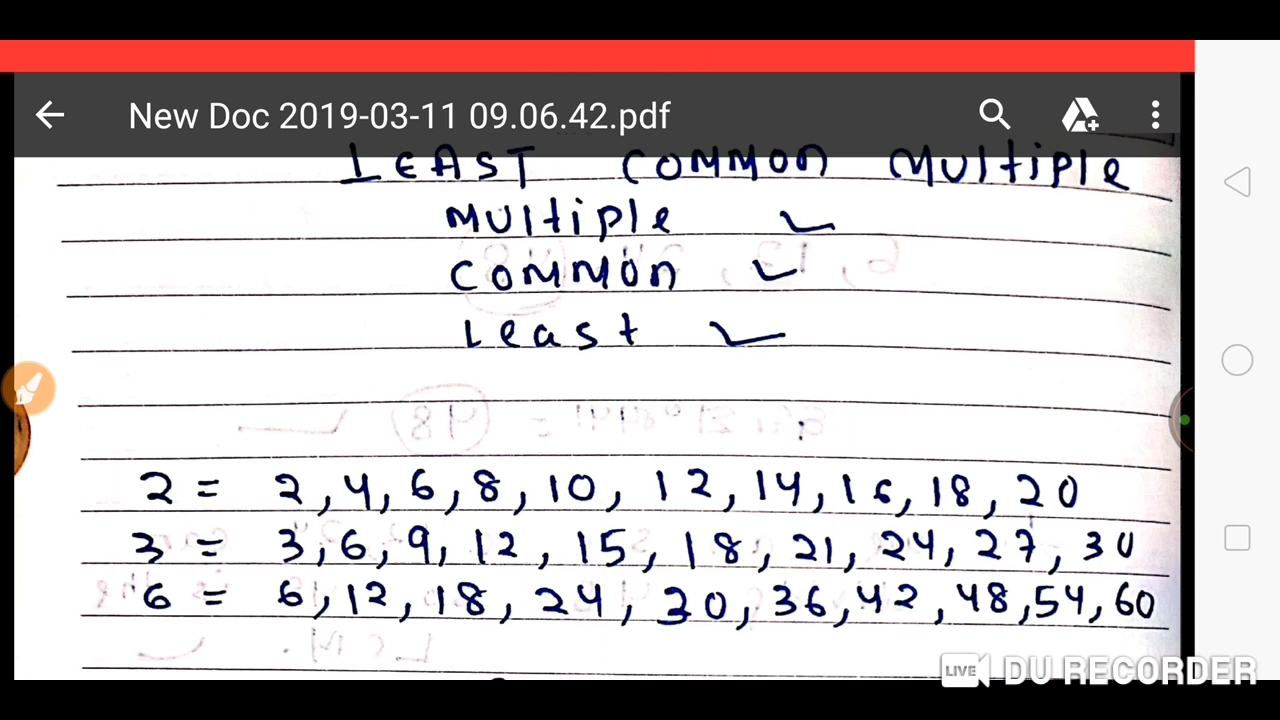 New Doc 2019-03-11 09.06.42.pdf
LEAST COMMON MULTIPLE
MULTIPLE
COMMON
Least
2 = 2, 4, 6, 8, 10, 12, 14, 16, 18, 20
3 = 3, 6, 9, 12, 15, 18, 21, 24, 27, 30
6 = 6, 12, 18, 24, 30, 36, 42, 48, 54, 60
LIVE DU RECORDER